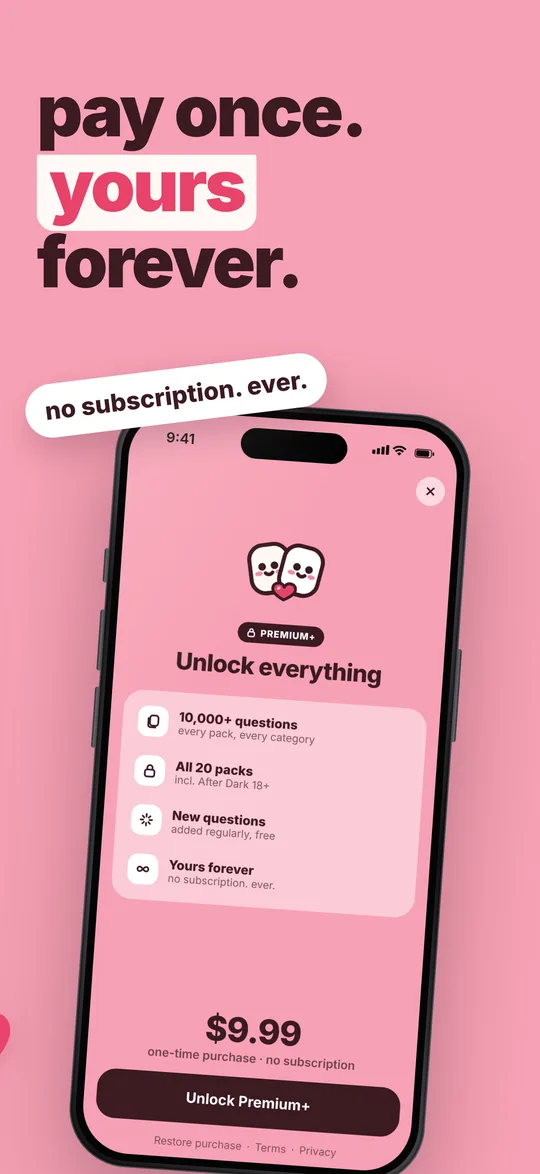 pay once.
yours
forever.
no subscription. ever.
9:41
PREMIUM+
Unlock everything
10,000+ questions
every pack, every category
All 20 packs
incl. After Dark 18+
New questions
added regularly, free
Yours forever
no subscription. ever.
$9.99
one-time purchase · no subscription
Unlock Premium+
Restore purchase · Terms · Privacy